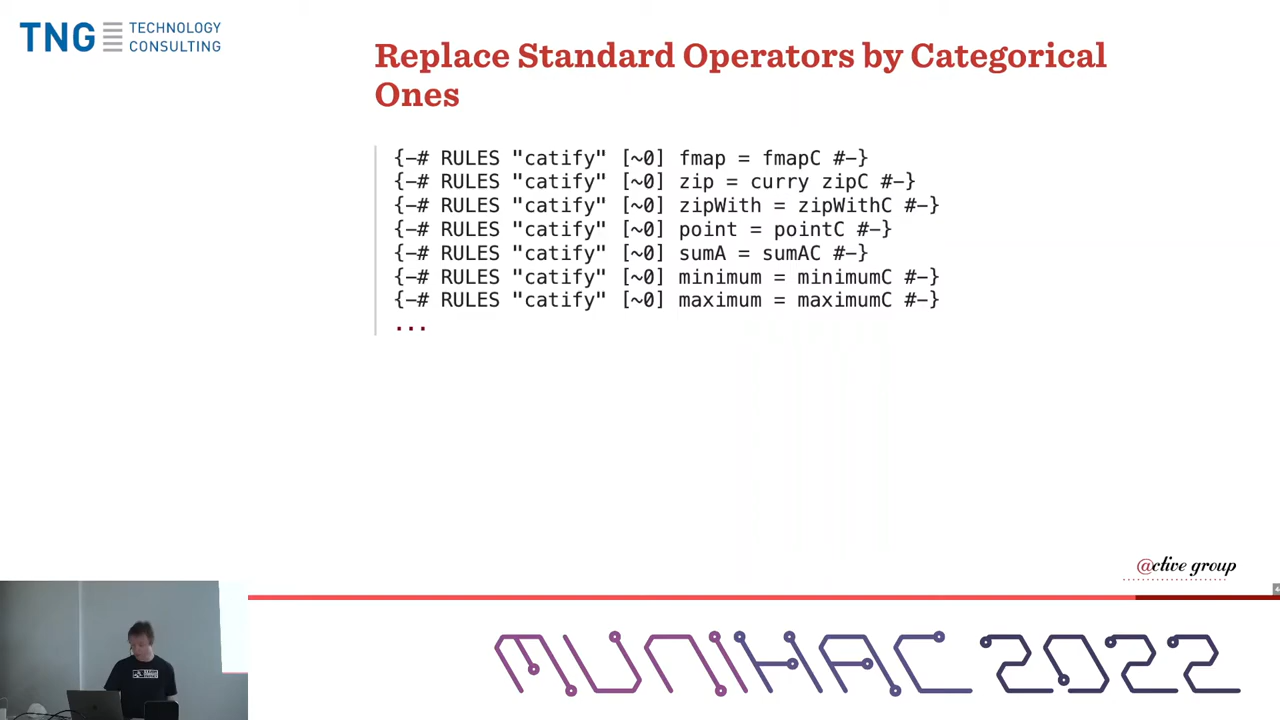 TNG TECHNOLOGY CONSULTING
Replace Standard Operators by Categorical
Ones
{-# RULES "catify" [~0] fmap = fmapC #-}
{-# RULES "catify" [~0] zip = curry zipC #-}
{-# RULES "catify" [~0] zipWith = zipWithC #-}
{-# RULES "catify" [~0] point = pointC #-}
{-# RULES "catify" [~0] sumA = sumAC #-}
{-# RULES "catify" [~0] minimum = minimumC #-}
{-# RULES "catify" [~0] maximum = maximumC #-}
...
@ctive group
MUNIHAC 2022